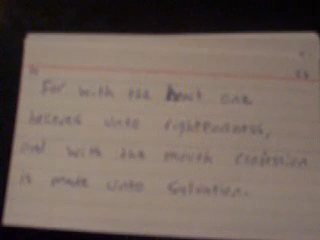 "
For with the heart one
believes unto righteousness,
and with the mouth confession
is made unto Salvation.